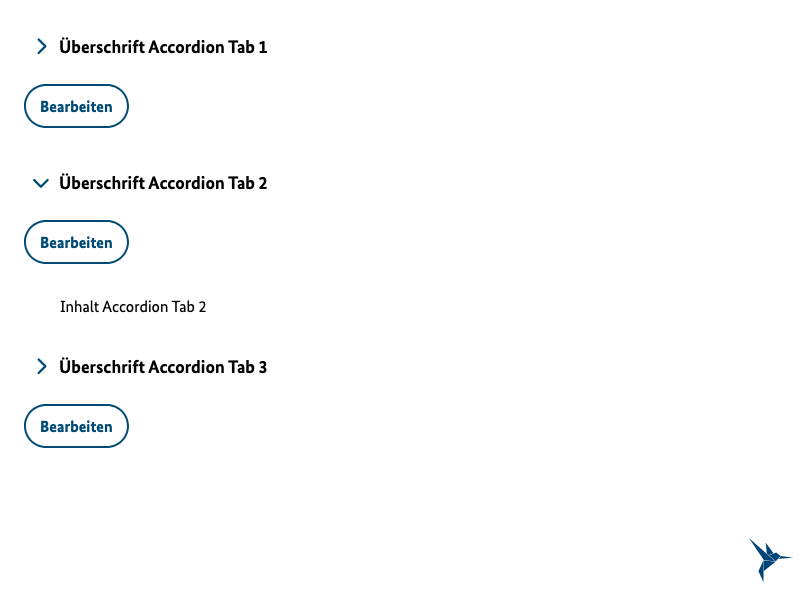 Überschrift Accordion Tab 1
Bearbeiten
Überschrift Accordion Tab 2
Bearbeiten
Inhalt Accordion Tab 2
Überschrift Accordion Tab 3
Bearbeiten